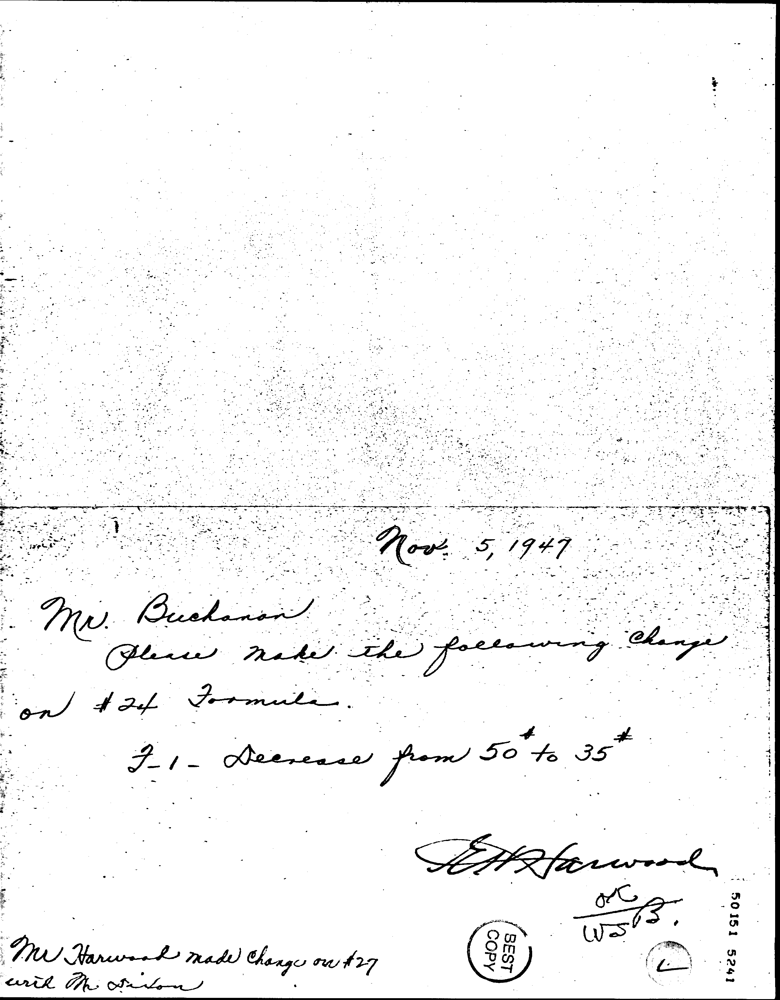 Nov. 5, 1947
Mr. Buchanan
Please make the following change
on #24 Formula.
F-1- Decrease from 50# to 35#
Harwood
OK
WJB.
BEST
COPY
50151 5241
Mr Harwood made change on #27
with Mr Dixon